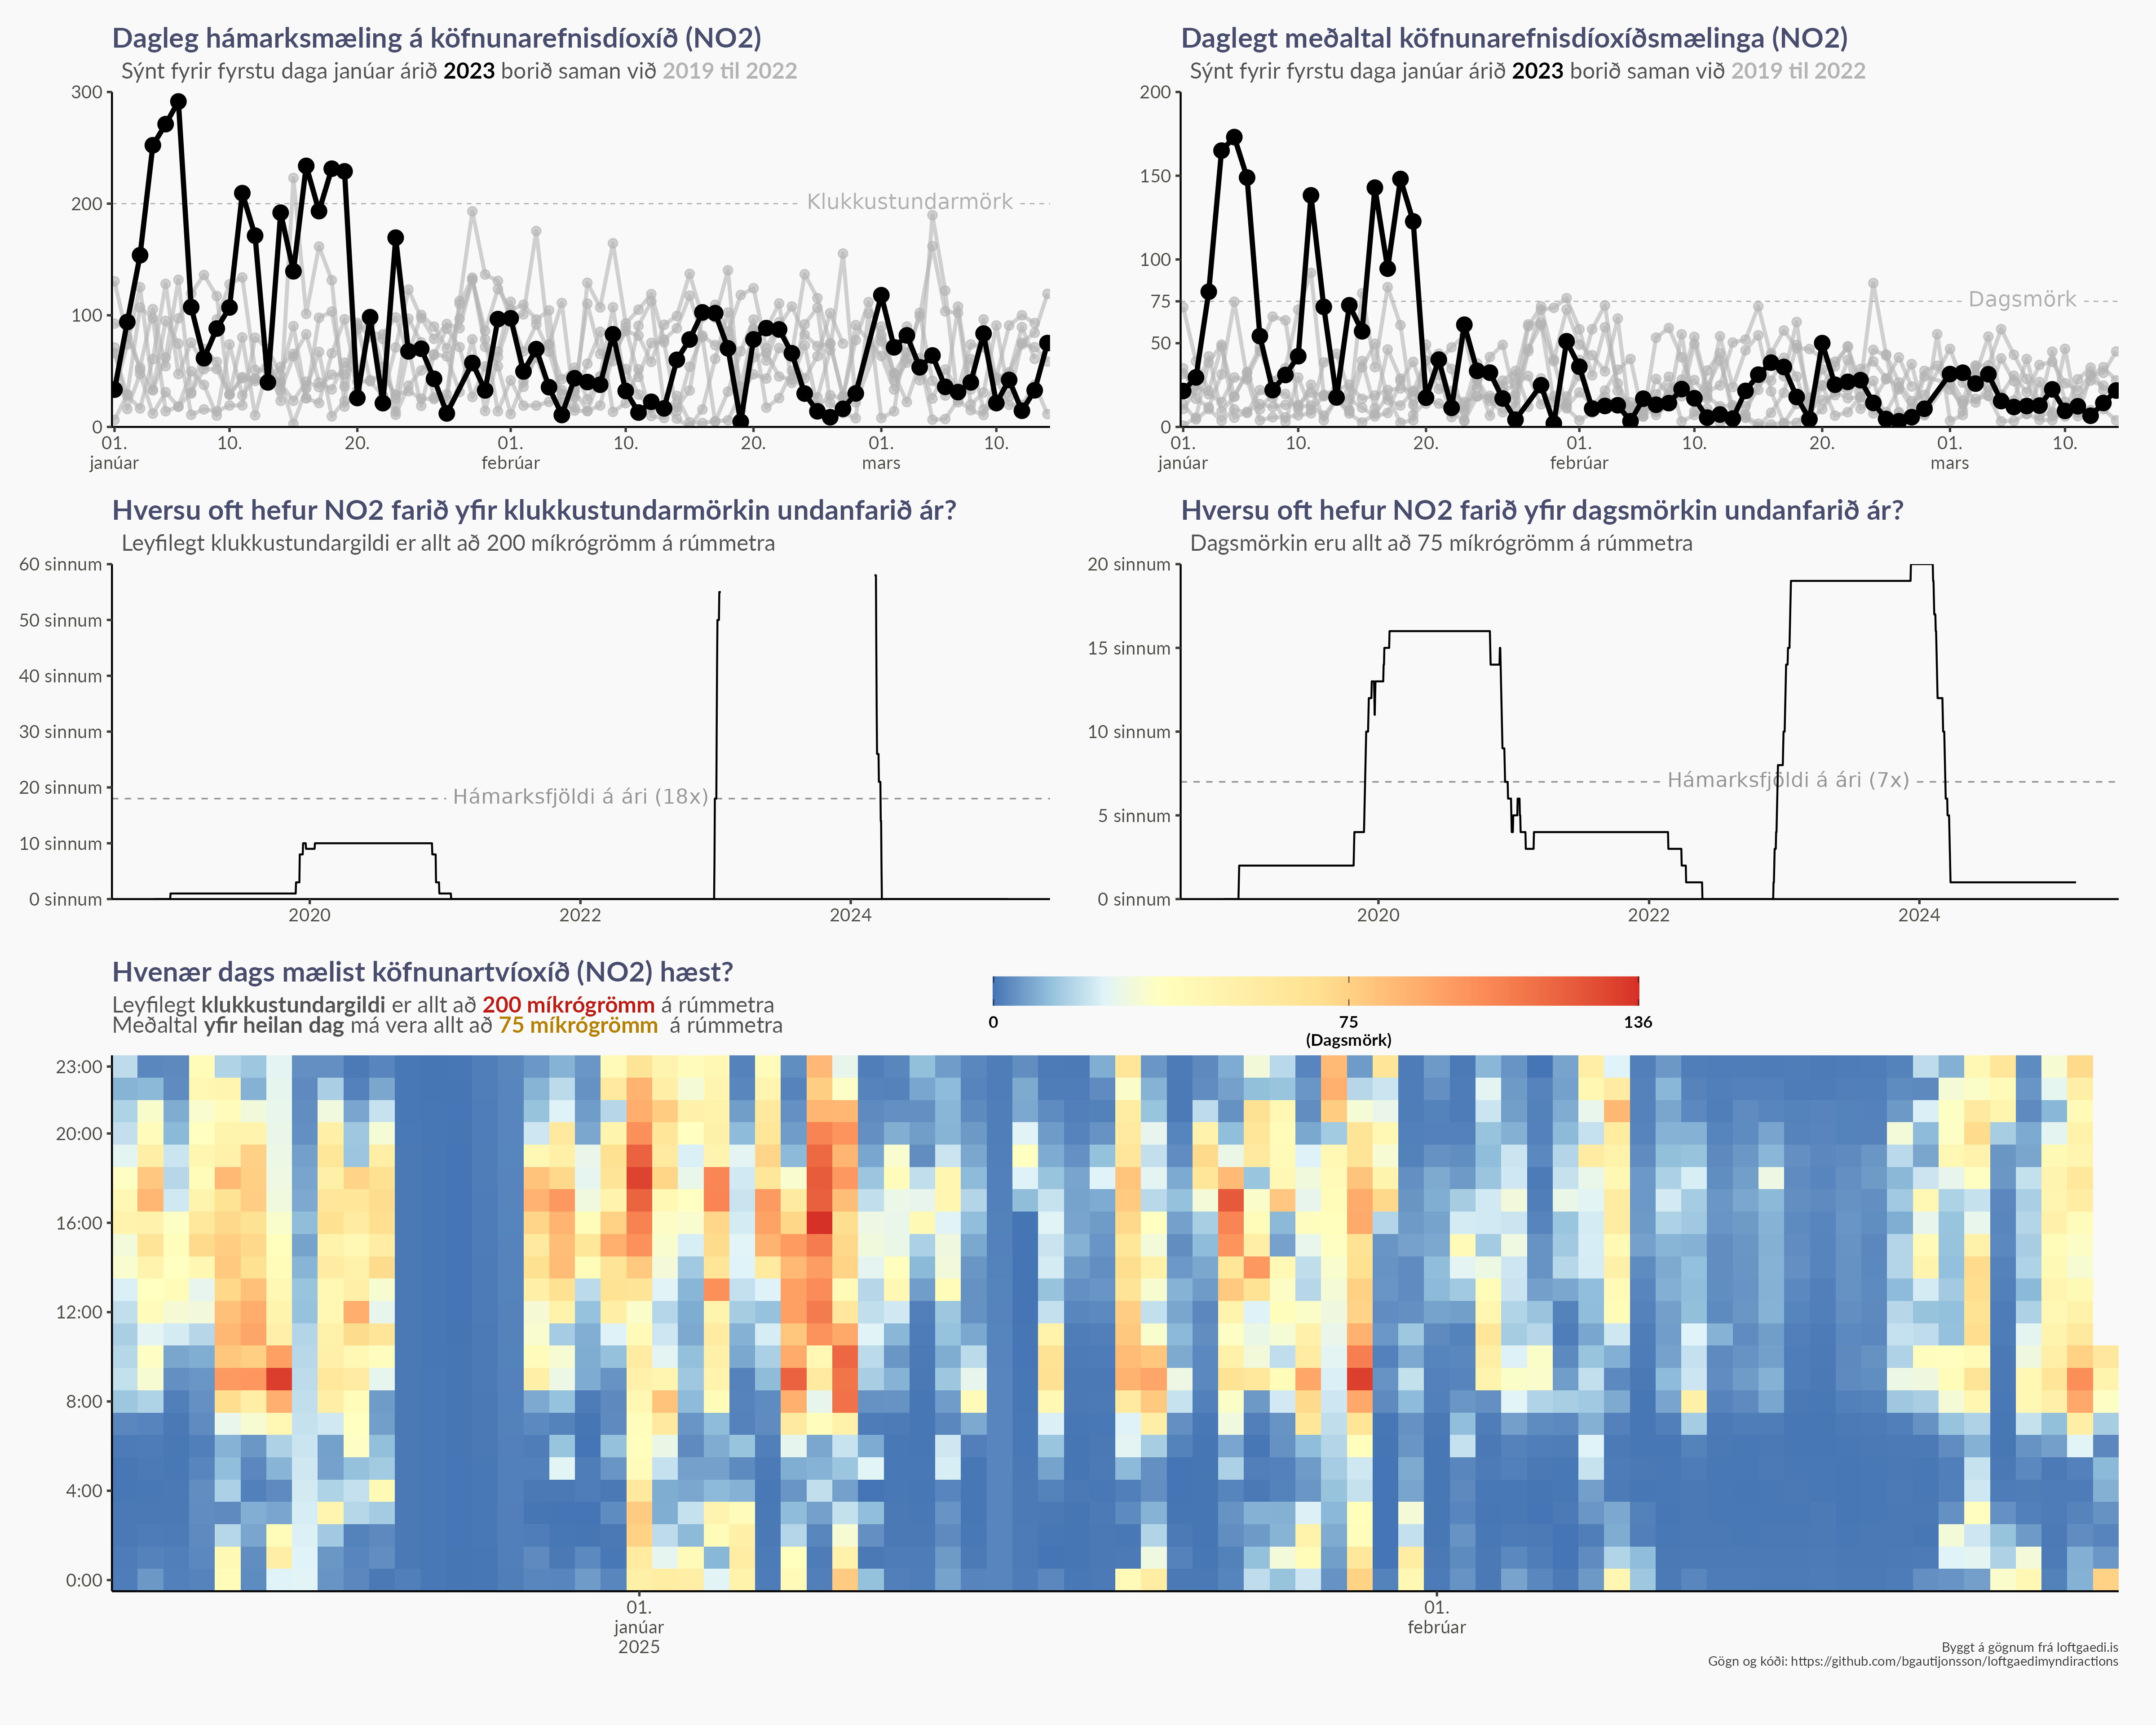 Dagleg hámarksmæling á köfnunarefnisdíoxíð (NO2)
Sýnt fyrir fyrstu daga janúar árið 2023 borið saman við 2019 til 2022
300
200
100
0
Klukkustundarmörk
01. janúar
10.
20.
01. febrúar
10.
20.
01. mars
10.
Daglegt meðaltal köfnunarefnisdíoxíðsmælinga (NO2)
Sýnt fyrir fyrstu daga janúar árið 2023 borið saman við 2019 til 2022
200
150
100
75
50
0
Dagsmörk
01. janúar
10.
20.
01. febrúar
10.
20.
01. mars
10.
Hversu oft hefur NO2 farið yfir klukkustundarmörkin undanfarið ár?
Leyfilegt klukkustundargildi er allt að 200 míkrógrömm á rúmmetra
60 sinnum
50 sinnum
40 sinnum
30 sinnum
20 sinnum
10 sinnum
0 sinnum
Hámarksfjöldi á ári (18x)
2020
2022
2024
Hversu oft hefur NO2 farið yfir dagsmörkin undanfarið ár?
Dagsmörkin eru allt að 75 míkrógrömm á rúmmetra
20 sinnum
15 sinnum
10 sinnum
5 sinnum
0 sinnum
Hámarksfjöldi á ári (7x)
2020
2022
2024
Hvenær dags mælist köfnunartvíoxíð (NO2) hæst?
Leyfilegt klukkustundargildi er allt að 200 míkrógrömm á rúmmetra
Meðaltal yfir heilan dag má vera allt að 75 míkrógrömm á rúmmetra
0
75
(Dagsmörk)
136
23:00
20:00
16:00
12:00
8:00
4:00
0:00
01.
janúar
2025
01.
febrúar
Byggt á gögnum frá loftgaedi.is
Gögn og kóði: https://github.com/bgautijonsson/loftgaedimyndiractions